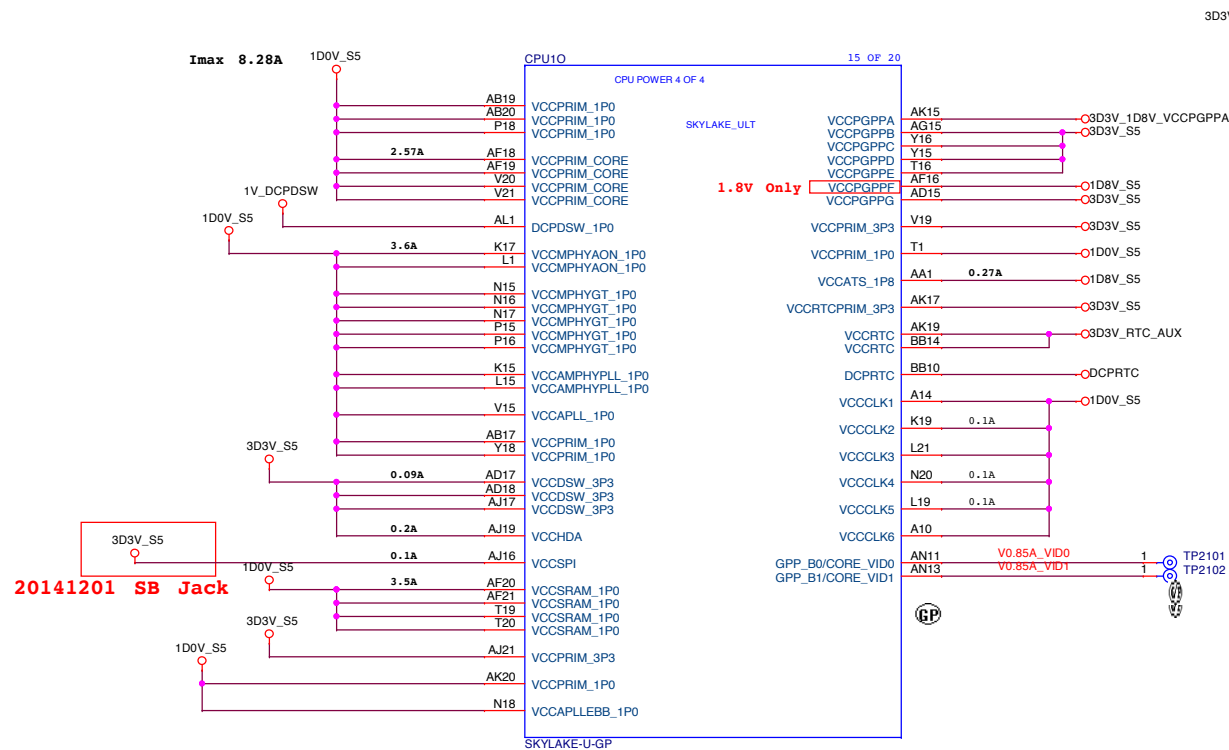 3D3V
Imax 8.28A
1D0V_S5
CPU1O
15 OF 20
CPU POWER 4 OF 4
SKYLAKE_ULT
AB19 VCCPRIM_1P0
AB20 VCCPRIM_1P0
P18 VCCPRIM_1P0
2.57A AF18 VCCPRIM_CORE
AF19 VCCPRIM_CORE
V20 VCCPRIM_CORE
V21 VCCPRIM_CORE
1V_DCPDSW
AL1 DCPDSW_1P0
1D0V_S5
3.6A K17 VCCMPHYAON_1P0
L1 VCCMPHYAON_1P0
N15 VCCMPHYGT_1P0
N16 VCCMPHYGT_1P0
N17 VCCMPHYGT_1P0
P15 VCCMPHYGT_1P0
P16 VCCMPHYGT_1P0
K15 VCCAMPHYPLL_1P0
L15 VCCAMPHYPLL_1P0
V15 VCCAPLL_1P0
AB17 VCCPRIM_1P0
Y18 VCCPRIM_1P0
3D3V_S5
0.09A AD17 VCCDSW_3P3
AD18 VCCDSW_3P3
AJ17 VCCDSW_3P3
0.2A AJ19 VCCHDA
3D3V_S5
0.1A AJ16 VCCSPI
20141201 SB Jack
1D0V_S5
3.5A AF20 VCCSRAM_1P0
AF21 VCCSRAM_1P0
T19 VCCSRAM_1P0
T20 VCCSRAM_1P0
3D3V_S5
AJ21 VCCPRIM_3P3
1D0V_S5
AK20 VCCPRIM_1P0
N18 VCCAPLLEBB_1P0
VCCPGPPA AK15 3D3V_1D8V_VCCPGPPA
VCCPGPPB AG15 3D3V_S5
VCCPGPPC Y16
VCCPGPPD Y15
VCCPGPPE T16
1.8V Only VCCPGPPF AF16 1D8V_S5
VCCPGPPG AD15 3D3V_S5
VCCPRIM_3P3 V19 3D3V_S5
VCCPRIM_1P0 T1 1D0V_S5
VCCATS_1P8 AA1 0.27A 1D8V_S5
VCCRTCPRIM_3P3 AK17 3D3V_S5
VCCRTC AK19 3D3V_RTC_AUX
VCCRTC BB14
DCPRTC BB10 DCPRTC
VCCCLK1 A14 1D0V_S5
VCCCLK2 K19 0.1A
VCCCLK3 L21
VCCCLK4 N20 0.1A
VCCCLK5 L19 0.1A
VCCCLK6 A10
GPP_B0/CORE_VID0 AN11 V0.85A_VID0 1 TP2101
GPP_B1/CORE_VID1 AN13 V0.85A_VID1 1 TP2102
GP
SKYLAKE-U-GP